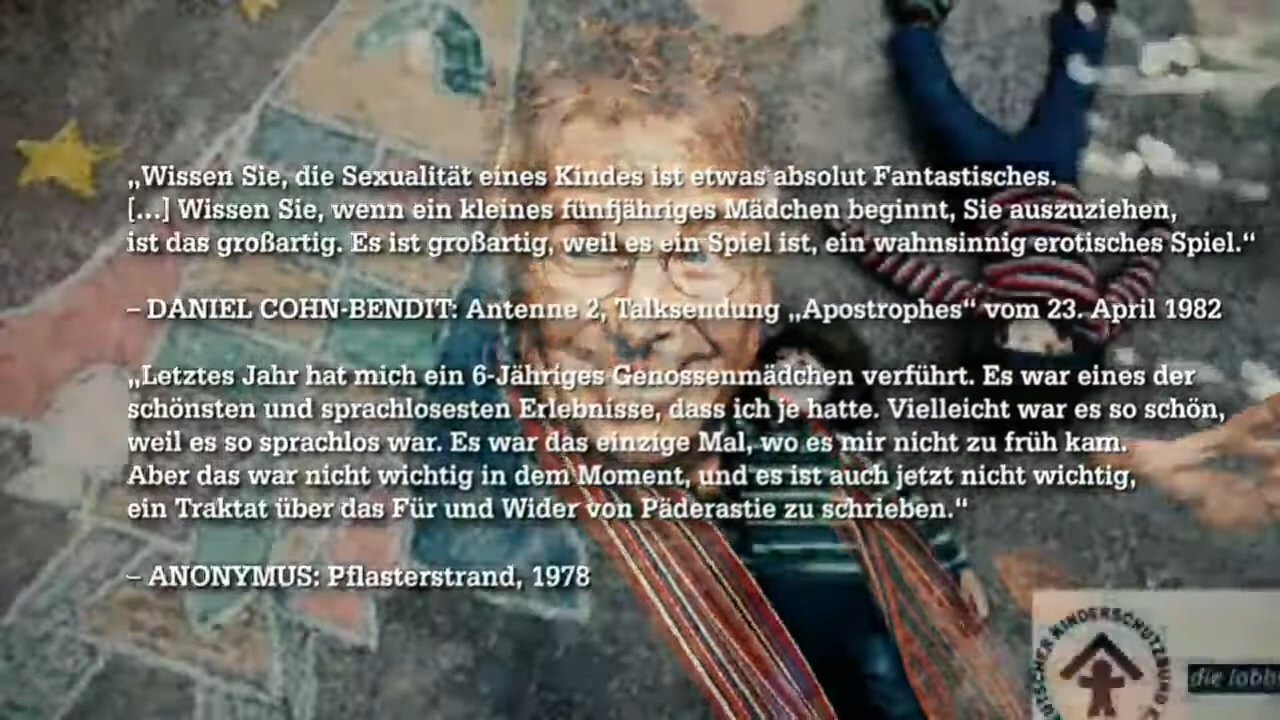 „Wissen Sie, die Sexualität eines Kindes ist etwas absolut Fantastisches.
[...] Wissen Sie, wenn ein kleines fünfjähriges Mädchen beginnt, Sie auszuziehen,
ist das großartig. Es ist großartig, weil es ein Spiel ist, ein wahnsinnig erotisches Spiel.“
– DANIEL COHN-BENDIT: Antenne 2, Talksendung „Apostrophes“ vom 23. April 1982
„Letztes Jahr hat mich ein 6-Jähriges Genossenmädchen verführt. Es war eines der
schönsten und sprachlosesten Erlebnisse, dass ich je hatte. Vielleicht war es so schön,
weil es so sprachlos war. Es war das einzige Mal, wo es mir nicht zu früh kam.
Aber das war nicht wichtig in dem Moment, und es ist auch jetzt nicht wichtig,
ein Traktat über das Für und Wider von Päderastie zu schrieben.“
– ANONYMUS: Pflasterstrand, 1978
KINDERSCHUTZBUND
die